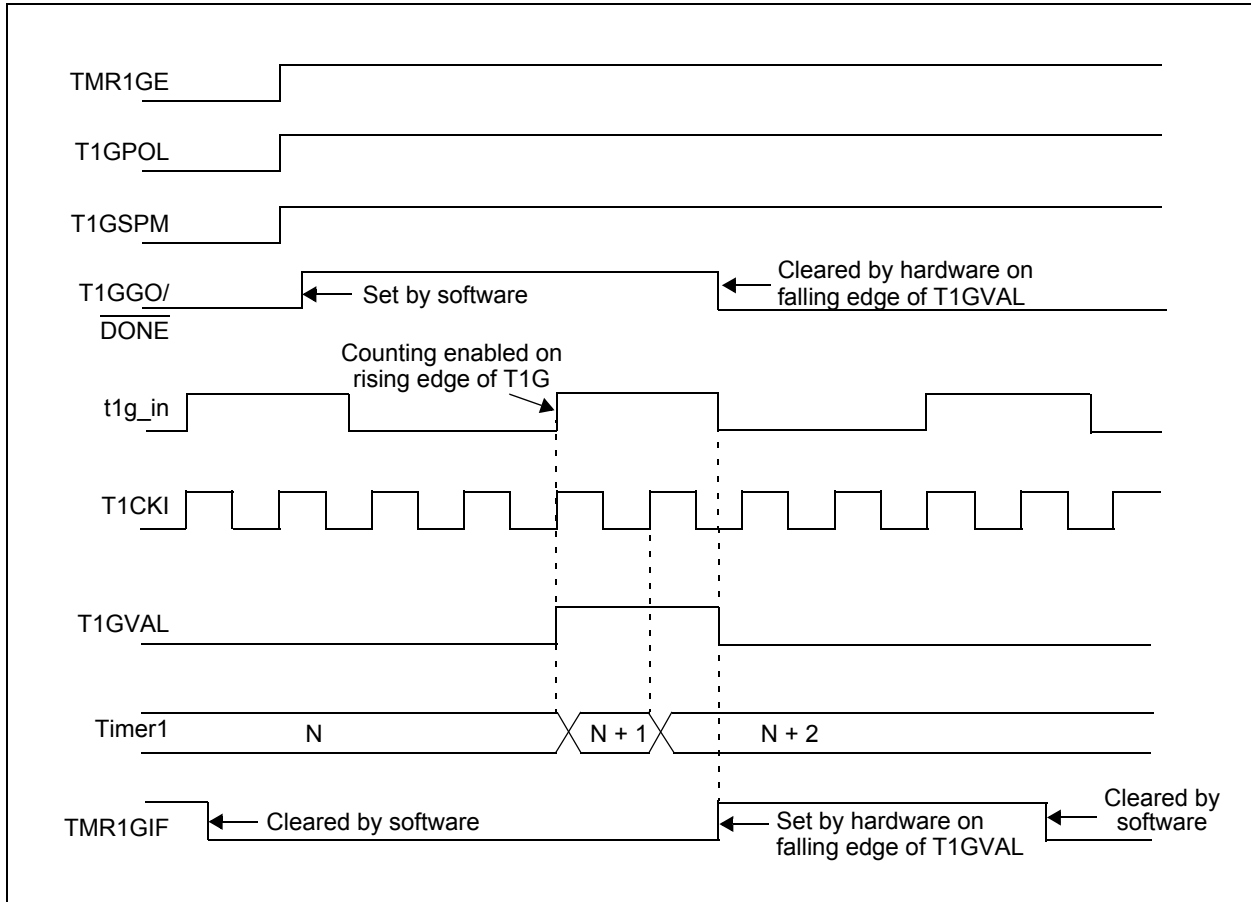 TMR1GE
T1GPOL
T1GSPM
T1GGO/
DONE
Set by software
Cleared by hardware on
falling edge of T1GVAL
Counting enabled on
rising edge of T1G
t1g_in
T1CKI
T1GVAL
Timer1
N
N + 1
N + 2
TMR1GIF
Cleared by software
Set by hardware on
falling edge of T1GVAL
Cleared by
software